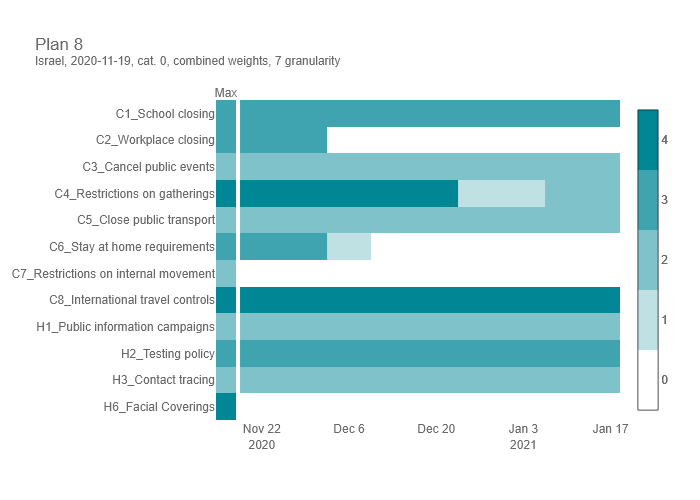 Plan 8
Israel, 2020-11-19, cat. 0, combined weights, 7 granularity
Max
C1_School closing
C2_Workplace closing
C3_Cancel public events
C4_Restrictions on gatherings
C5_Close public transport
C6_Stay at home requirements
C7_Restrictions on internal movement
C8_International travel controls
H1_Public information campaigns
H2_Testing policy
H3_Contact tracing
H6_Facial Coverings
4
3
2
1
0
Nov 22 Dec 6 Dec 20 Jan 3 Jan 17
2020 2021